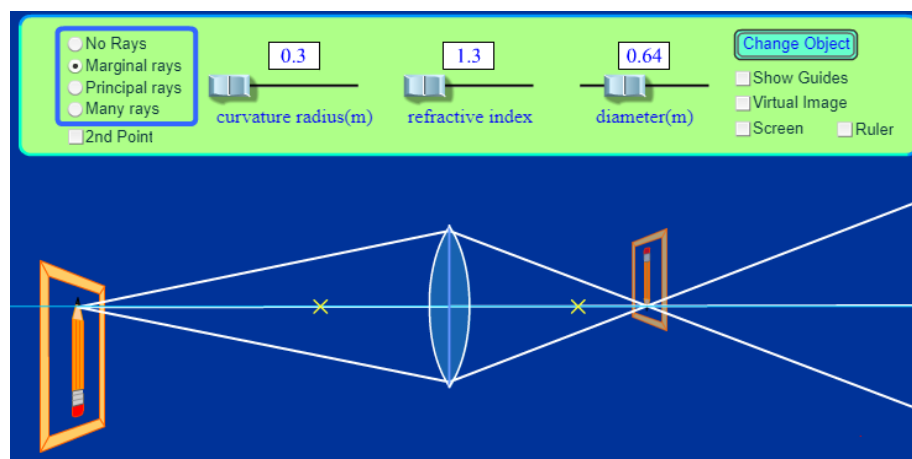 No Rays
Marginal rays
Principal rays
Many rays
2nd Point
0.3
curvature radius(m)
1.3
refractive index
0.64
diameter(m)
Change Object
Show Guides
Virtual Image
Screen Ruler